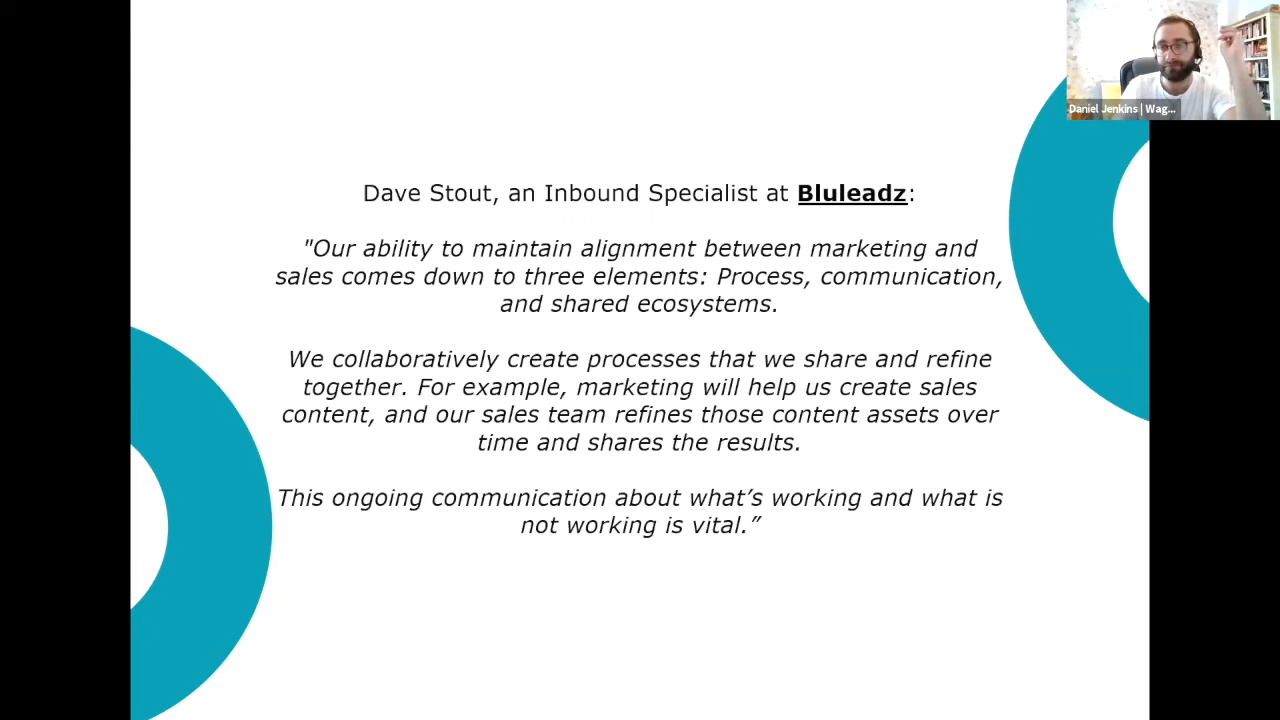 Daniel Jenkins | Wag...
Dave Stout, an Inbound Specialist at Bluleadz:
"Our ability to maintain alignment between marketing and
sales comes down to three elements: Process, communication,
and shared ecosystems.
We collaboratively create processes that we share and refine
together. For example, marketing will help us create sales
content, and our sales team refines those content assets over
time and shares the results.
This ongoing communication about what’s working and what is
not working is vital.”